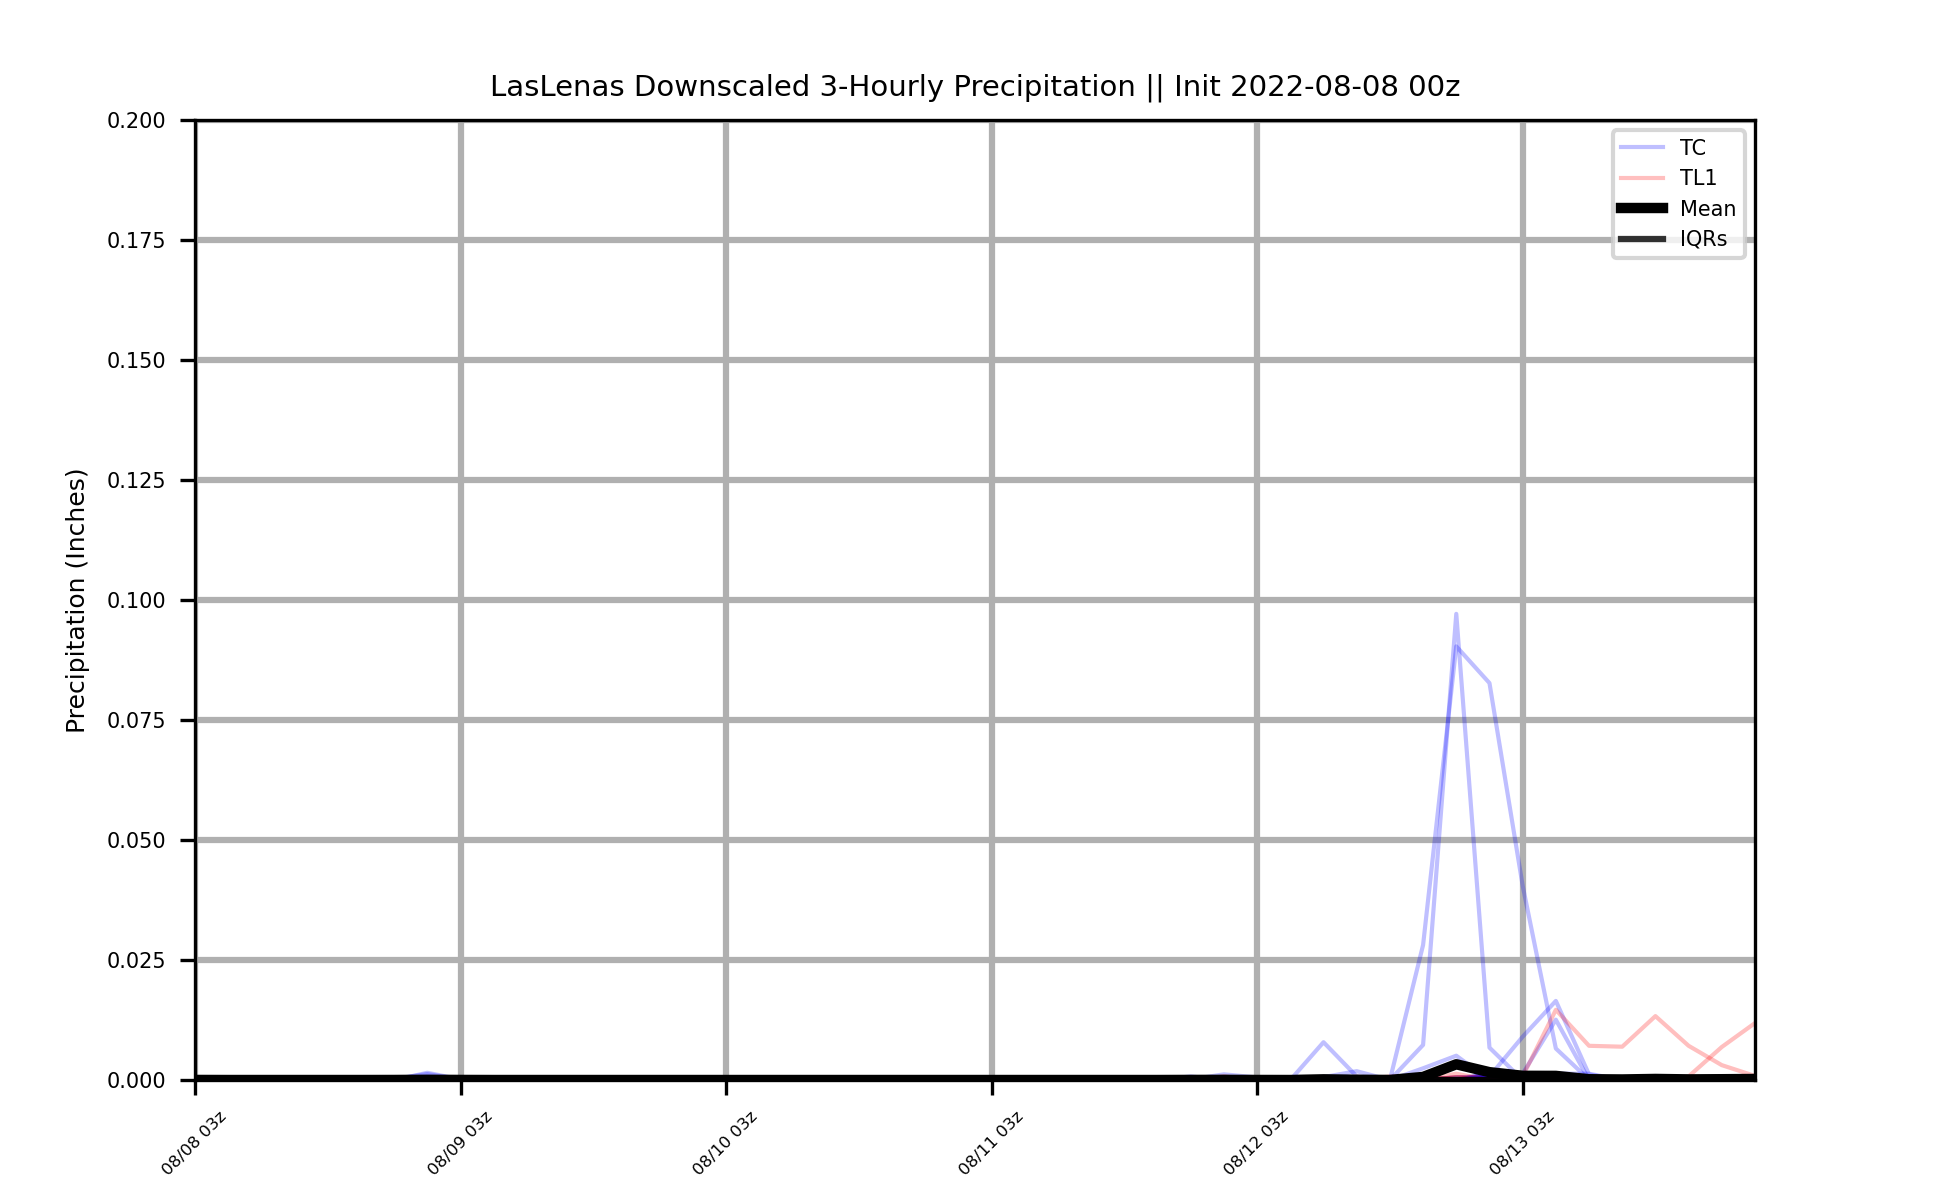 LasLenas Downscaled 3-Hourly Precipitation || Init 2022-08-08 00z
0.200
0.175
0.150
0.125
0.100
0.075
0.050
0.025
0.000
Precipitation (Inches)
TC
TL1
Mean
IQRs
08/08 03z
08/09 03z
08/10 03z
08/11 03z
08/12 03z
08/13 03z